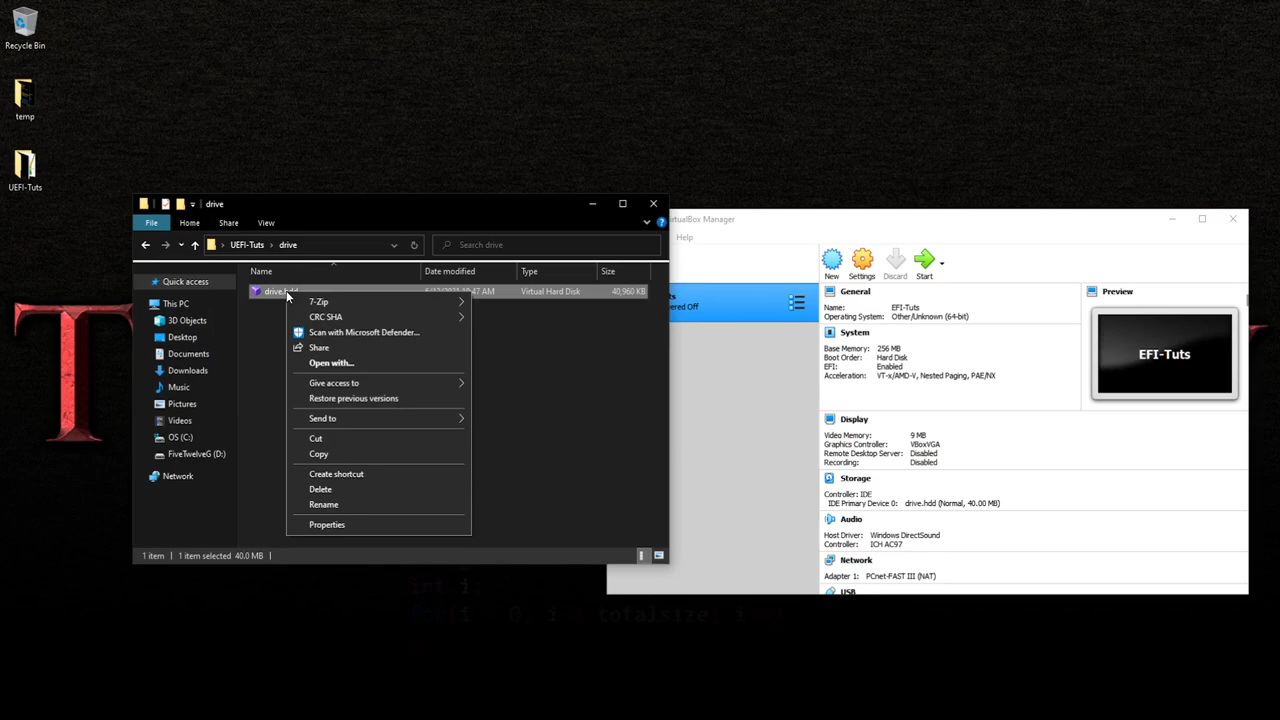 Recycle Bin
temp
UEFI-Tuts
drive
File
Home
Share
View
UEFI-Tuts
drive
Search drive
Name
Date modified
Type
Size
Quick access
This PC
3D Objects
Desktop
Documents
Downloads
Music
Pictures
Videos
OS (C:)
FiveTwelveG (D:)
Network
47 AM
Virtual Hard Disk
40,960 KB
7-Zip
CRC SHA
Scan with Microsoft Defender...
Share
Open with...
Give access to
Restore previous versions
Send to
Cut
Copy
Create shortcut
Delete
Rename
Properties
1 item
1 item selected 40.0 MB
Manager
Help
New
Settings
Discard
Start
General
Name:
EFI-Tuts
Operating System:
Other/Unknown (64-bit)
System
Base Memory:
256 MB
Boot Order:
Hard Disk
EFI:
Enabled
Acceleration:
VT-x/AMD-V, Nested Paging, PAE/NX
Preview
EFI-Tuts
Display
Video Memory:
9 MB
Graphics Controller:
VBoxVGA
Remote Desktop Server:
Disabled
Recording:
Disabled
Storage
Controller: IDE
IDE Primary Device 0:
drive.hdd (Normal, 40.00 MB)
Audio
Host Driver:
Windows DirectSound
Controller:
ICH AC97
Network
Adapter 1:
PCnet-FAST III (NAT)
USB
int i;
totalsize;
T